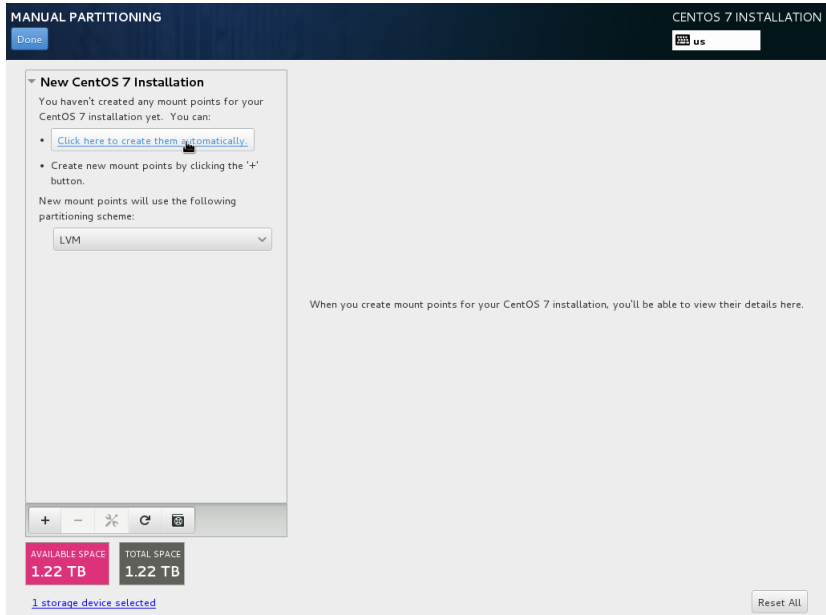 MANUAL PARTITIONING
CENTOS 7 INSTALLATION
Done
us
New CentOS 7 Installation
You haven't created any mount points for your
CentOS 7 installation yet. You can:
• Click here to create them automatically.
• Create new mount points by clicking the '+'
button.
New mount points will use the following
partitioning scheme:
LVM
When you create mount points for your CentOS 7 installation, you'll be able to view their details here.
+ −
AVAILABLE SPACE
1.22 TB
TOTAL SPACE
1.22 TB
1 storage device selected
Reset All